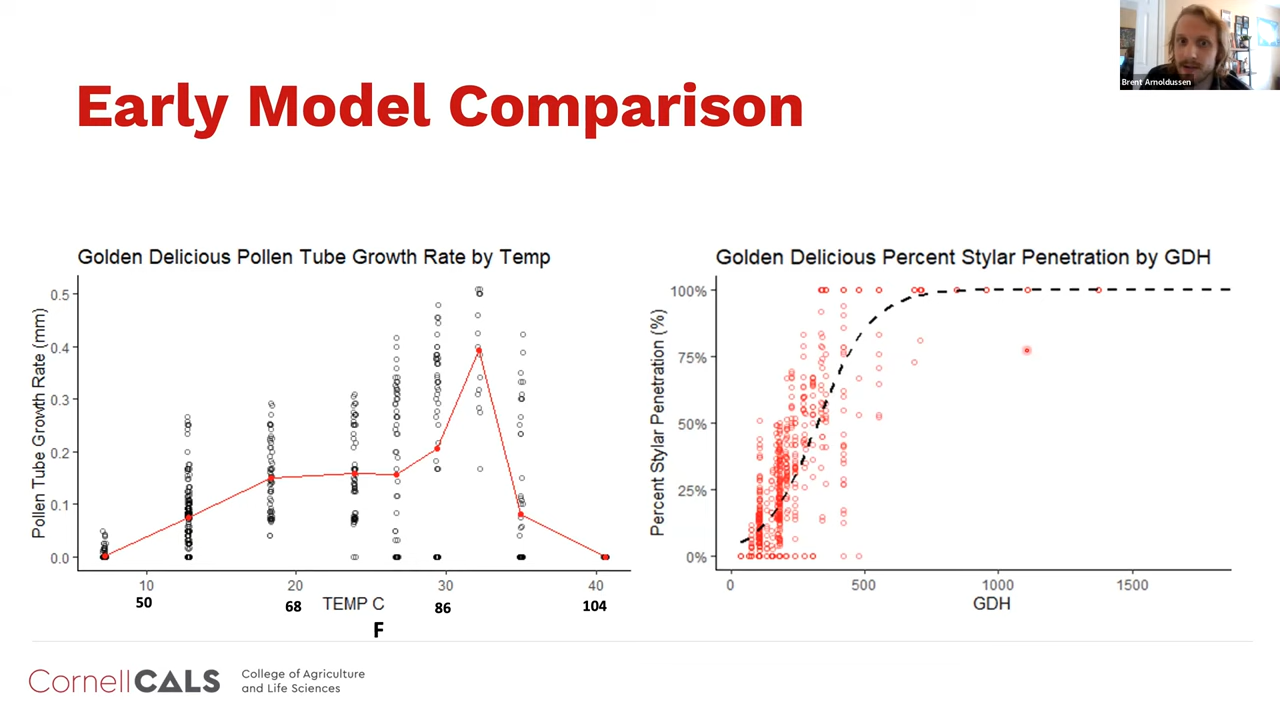 Brent Arnoldussen
Early Model Comparison
Golden Delicious Pollen Tube Growth Rate by Temp
Pollen Tube Growth Rate (mm)
0.5
0.4
0.3
0.2
0.1
0.0
10
20
30
40
50
68
TEMP C
86
104
F
Golden Delicious Percent Stylar Penetration by GDH
Percent Stylar Penetration (%)
100%
75%
50%
25%
0%
0
500
1000
1500
GDH
CornellCALS
College of Agriculture
and Life Sciences